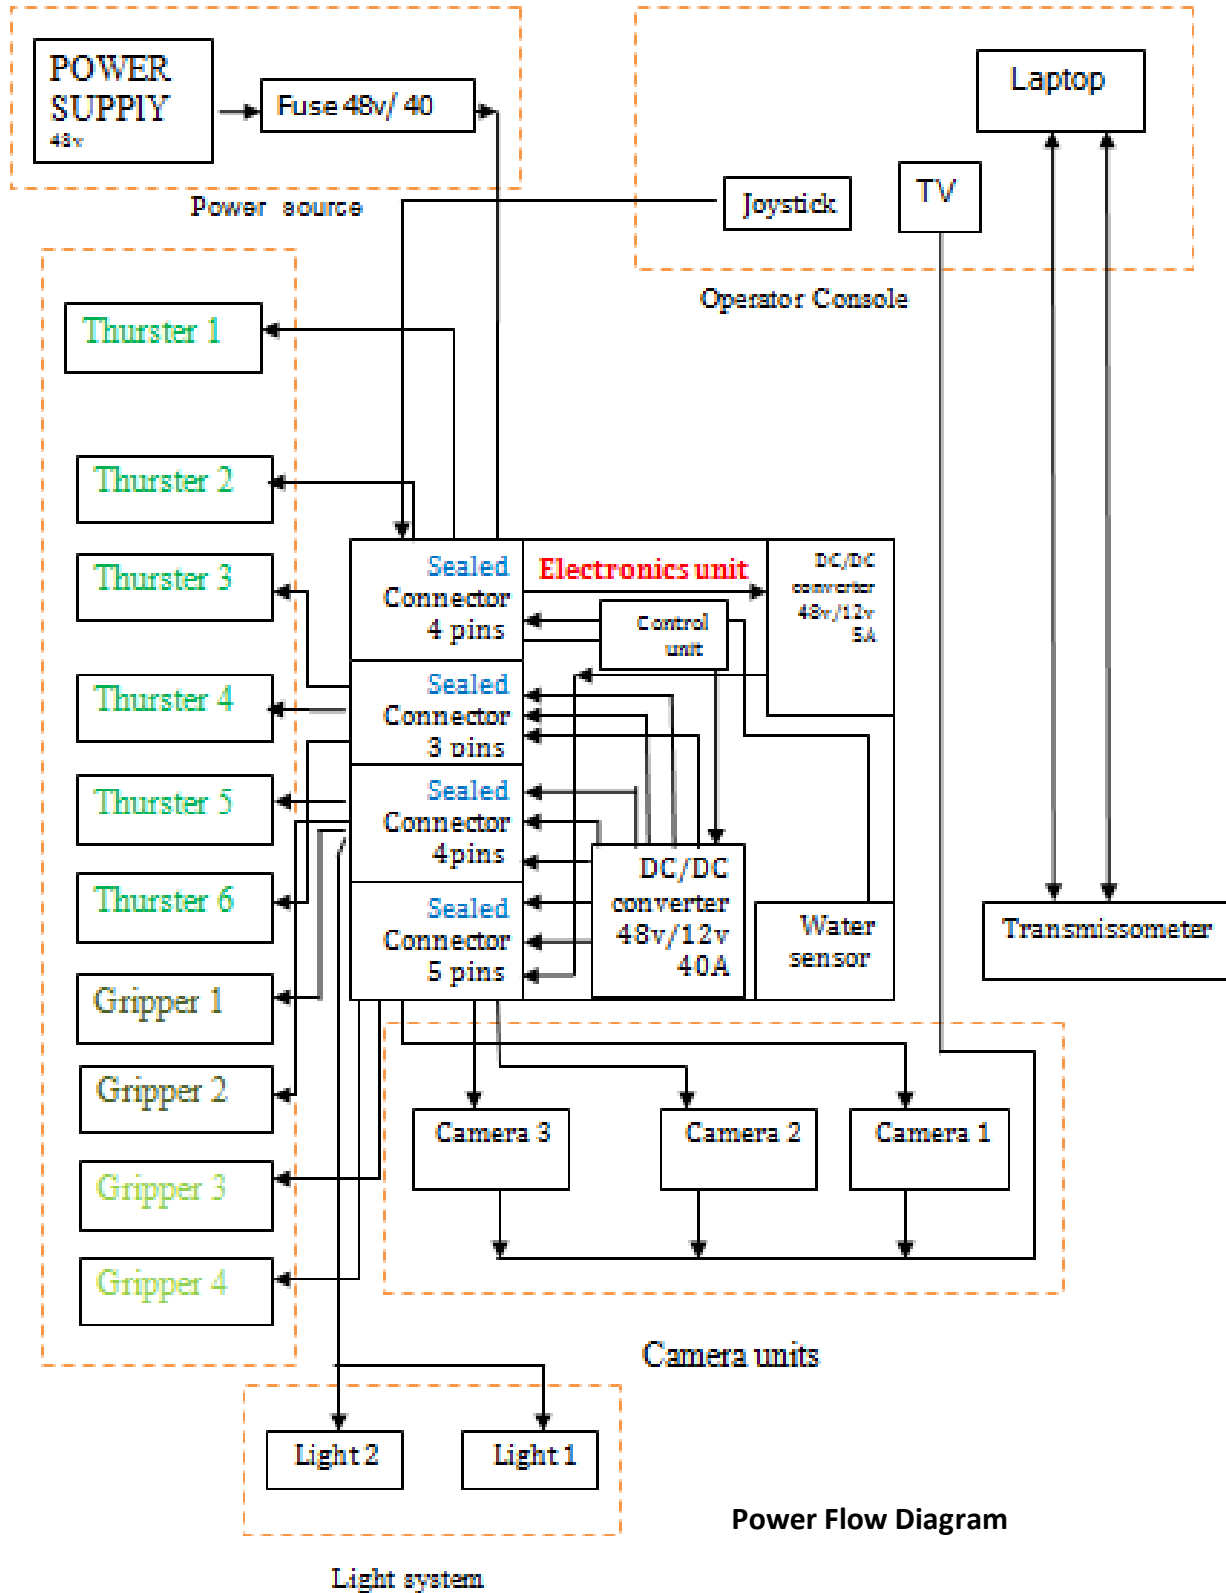 POWER
SUPPIY
48v
Fuse 48v/ 40
Power source
Laptop
TV
Joystick
Operator Console
Thurster 1
Thurster 2
Thurster 3
Thurster 4
Thurster 5
Thurster 6
Gripper 1
Gripper 2
Gripper 3
Gripper 4
Sealed
Connector
4 pins
Sealed
Connector
3 pins
Sealed
Connector
4pins
Sealed
Connector
5 pins
Electronics unit
Control
unit
DC/DC
converter
48v/12v
5A
DC/DC
converter
48v/12v
40A
Water
sensor
Transmissometer
Camera 3
Camera 2
Camera 1
Camera units
Light 2
Light 1
Power Flow Diagram
Light system